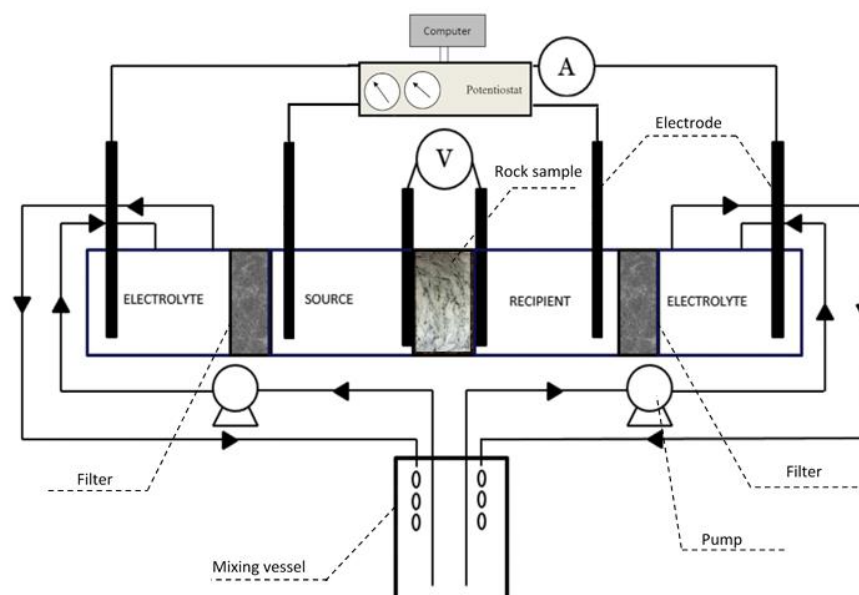 Computer
A
Potentiostat
Electrode
V
Rock sample
ELECTROLYTE
SOURCE
RECIPIENT
ELECTROLYTE
Filter
Filter
Pump
Mixing vessel